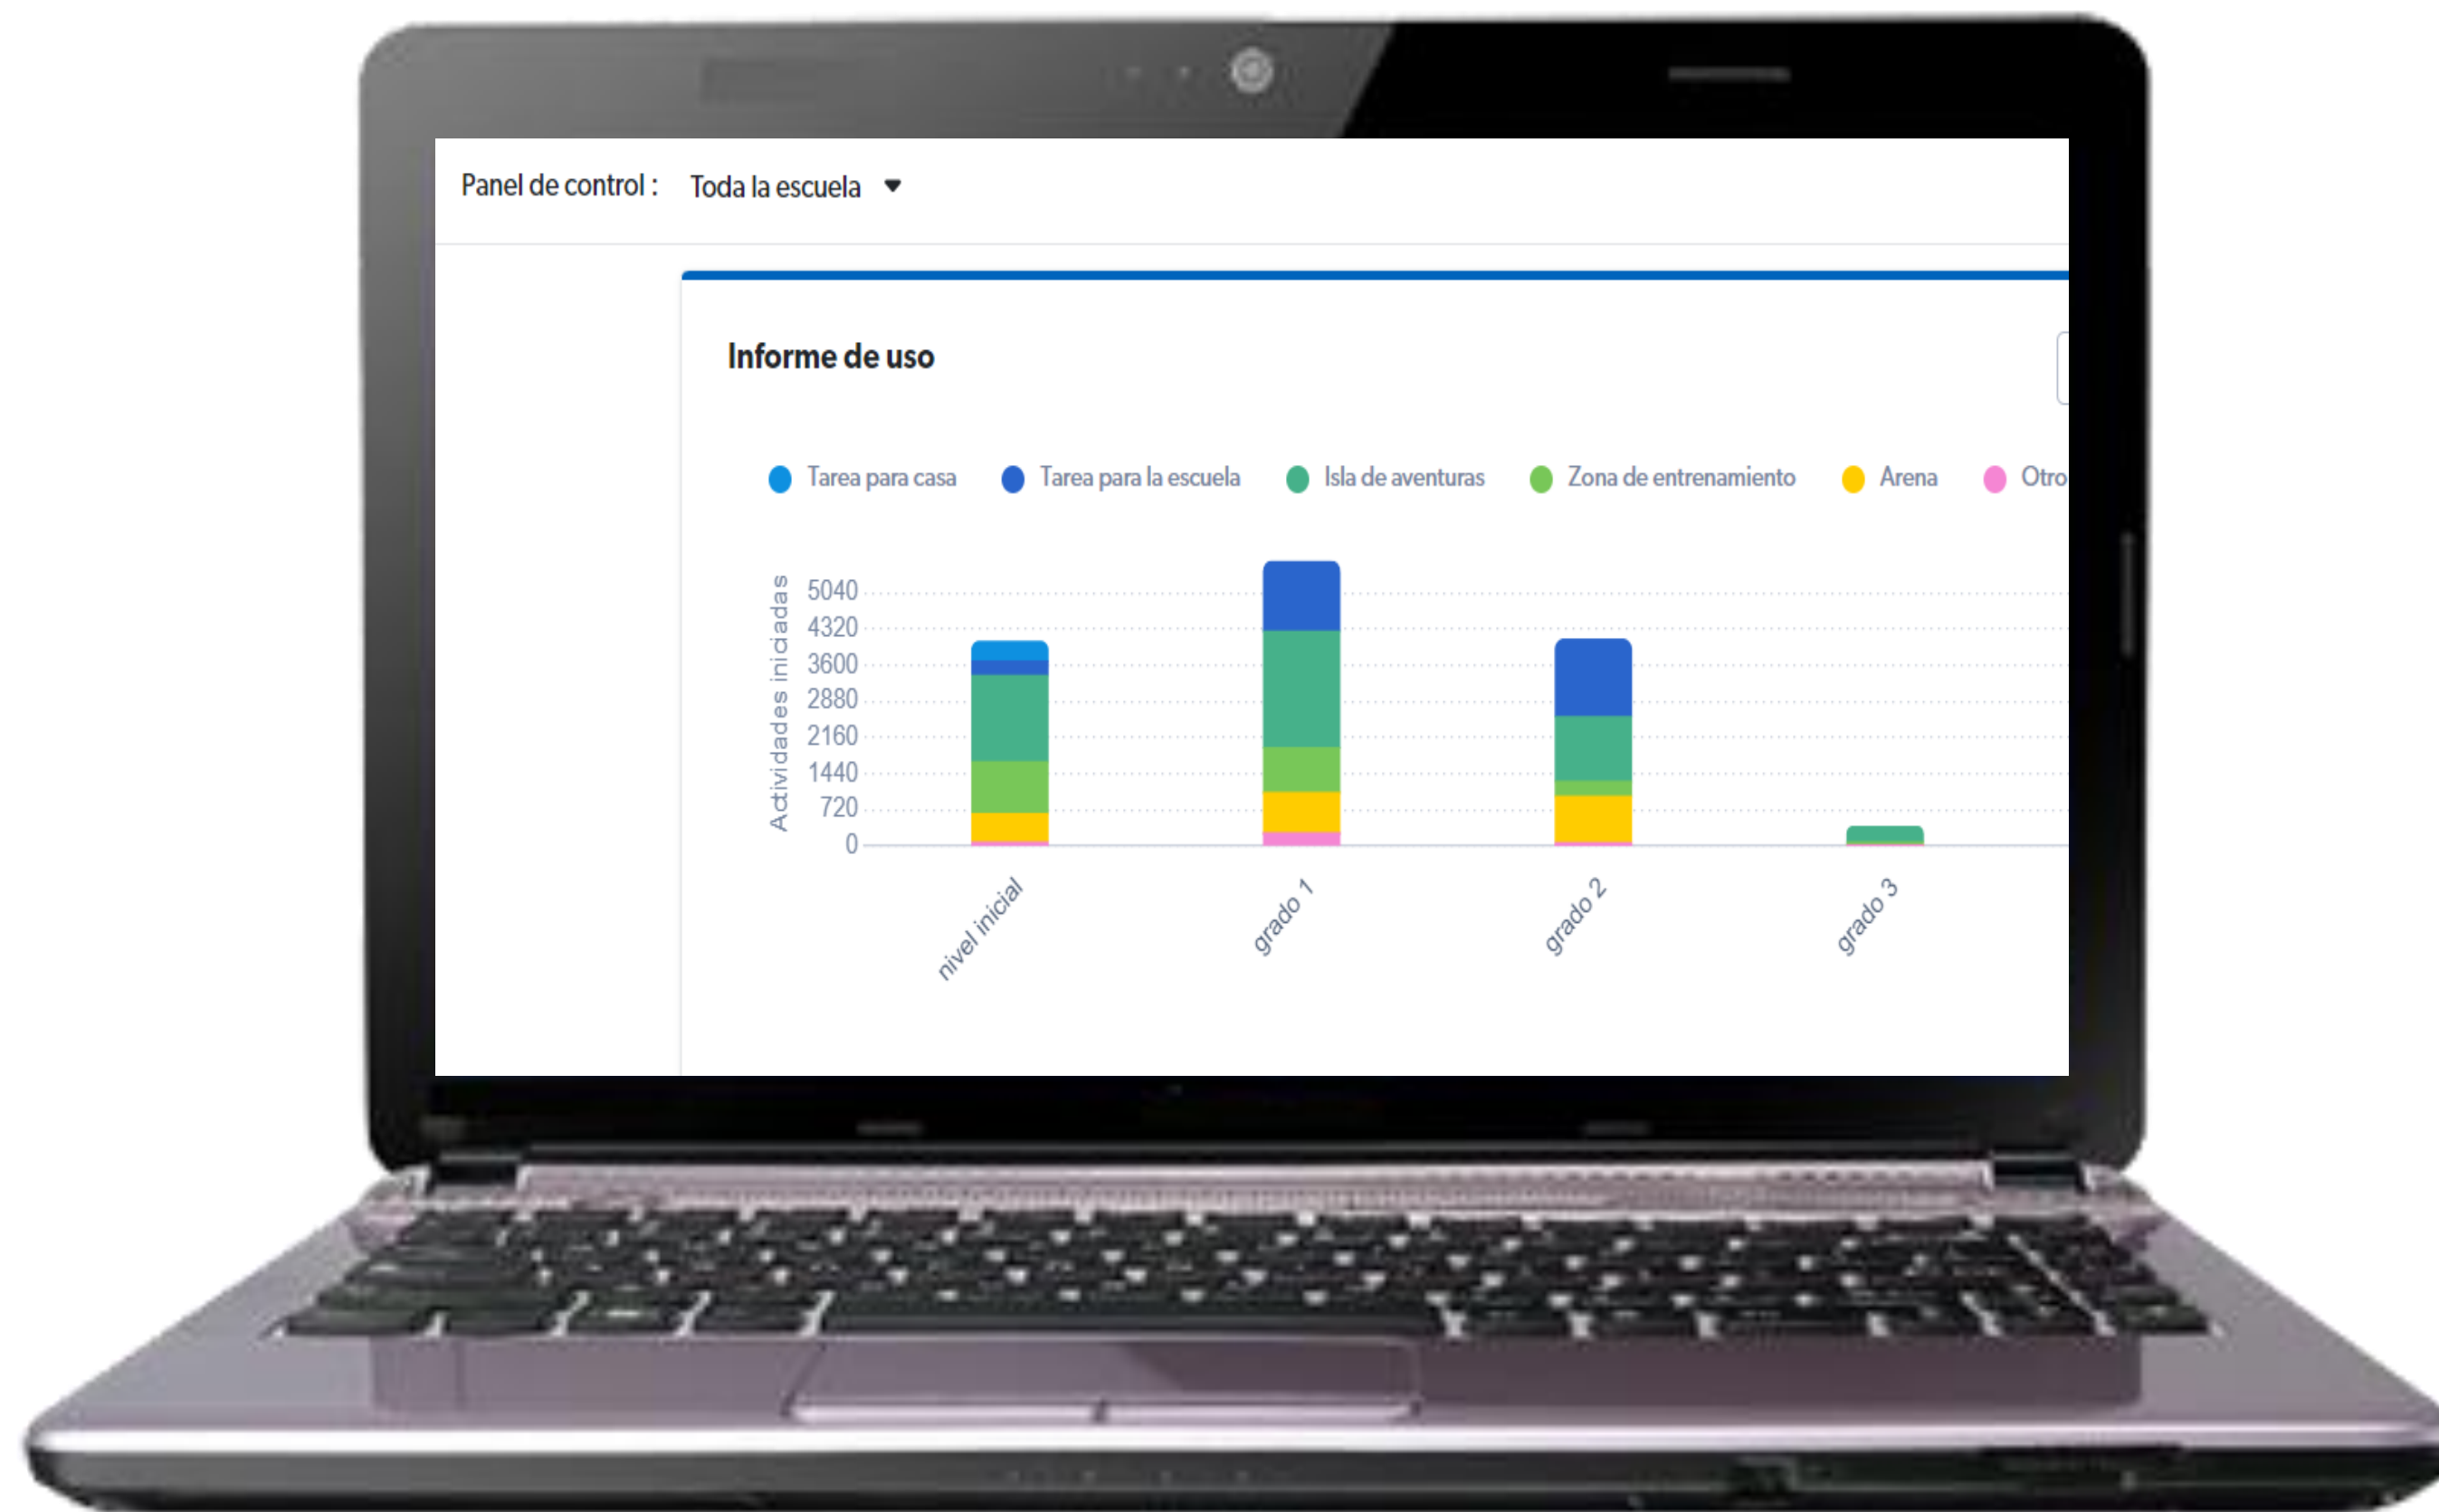 Panel de control : Toda la escuela
Informe de uso
Tarea para casa Tarea para la escuela Isla de aventuras Zona de entrenamiento Arena Otro
Actividades iniciadas
5040
4320
3600
2880
2160
1440
720
0
nivel inicial grado 1 grado 2 grado 3